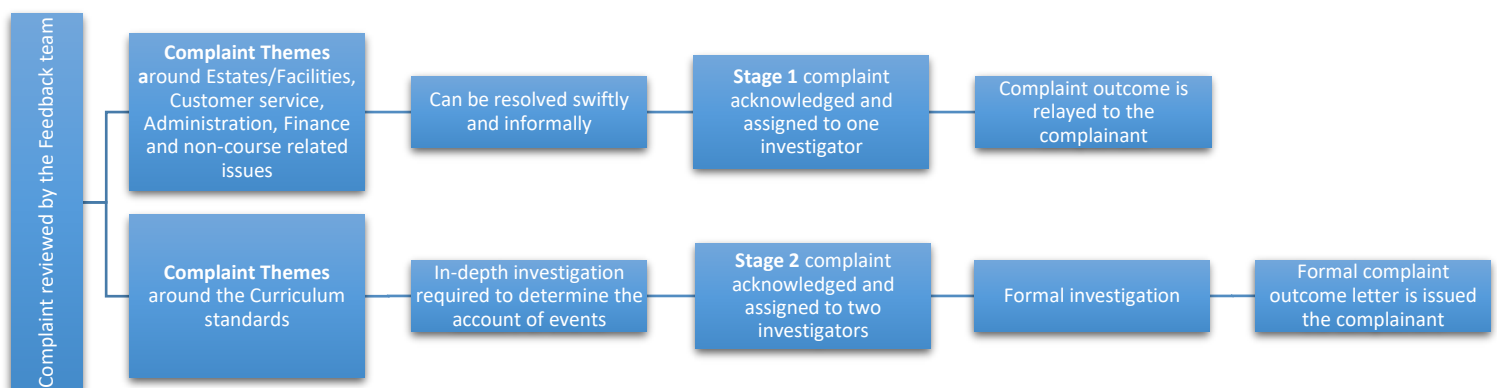 Complaint reviewed by the Feedback team
Complaint Themes
around Estates/Facilities,
Customer service,
Administration, Finance
and non-course related
issues
Can be resolved swiftly
and informally
Stage 1 complaint
acknowledged and
assigned to one
investigator
Complaint outcome is
relayed to the
complainant
Complaint Themes
around the Curriculum
standards
In-depth investigation
required to determine the
account of events
Stage 2 complaint
acknowledged and
assigned to two
investigators
Formal investigation
Formal complaint
outcome letter is issued
the complainant